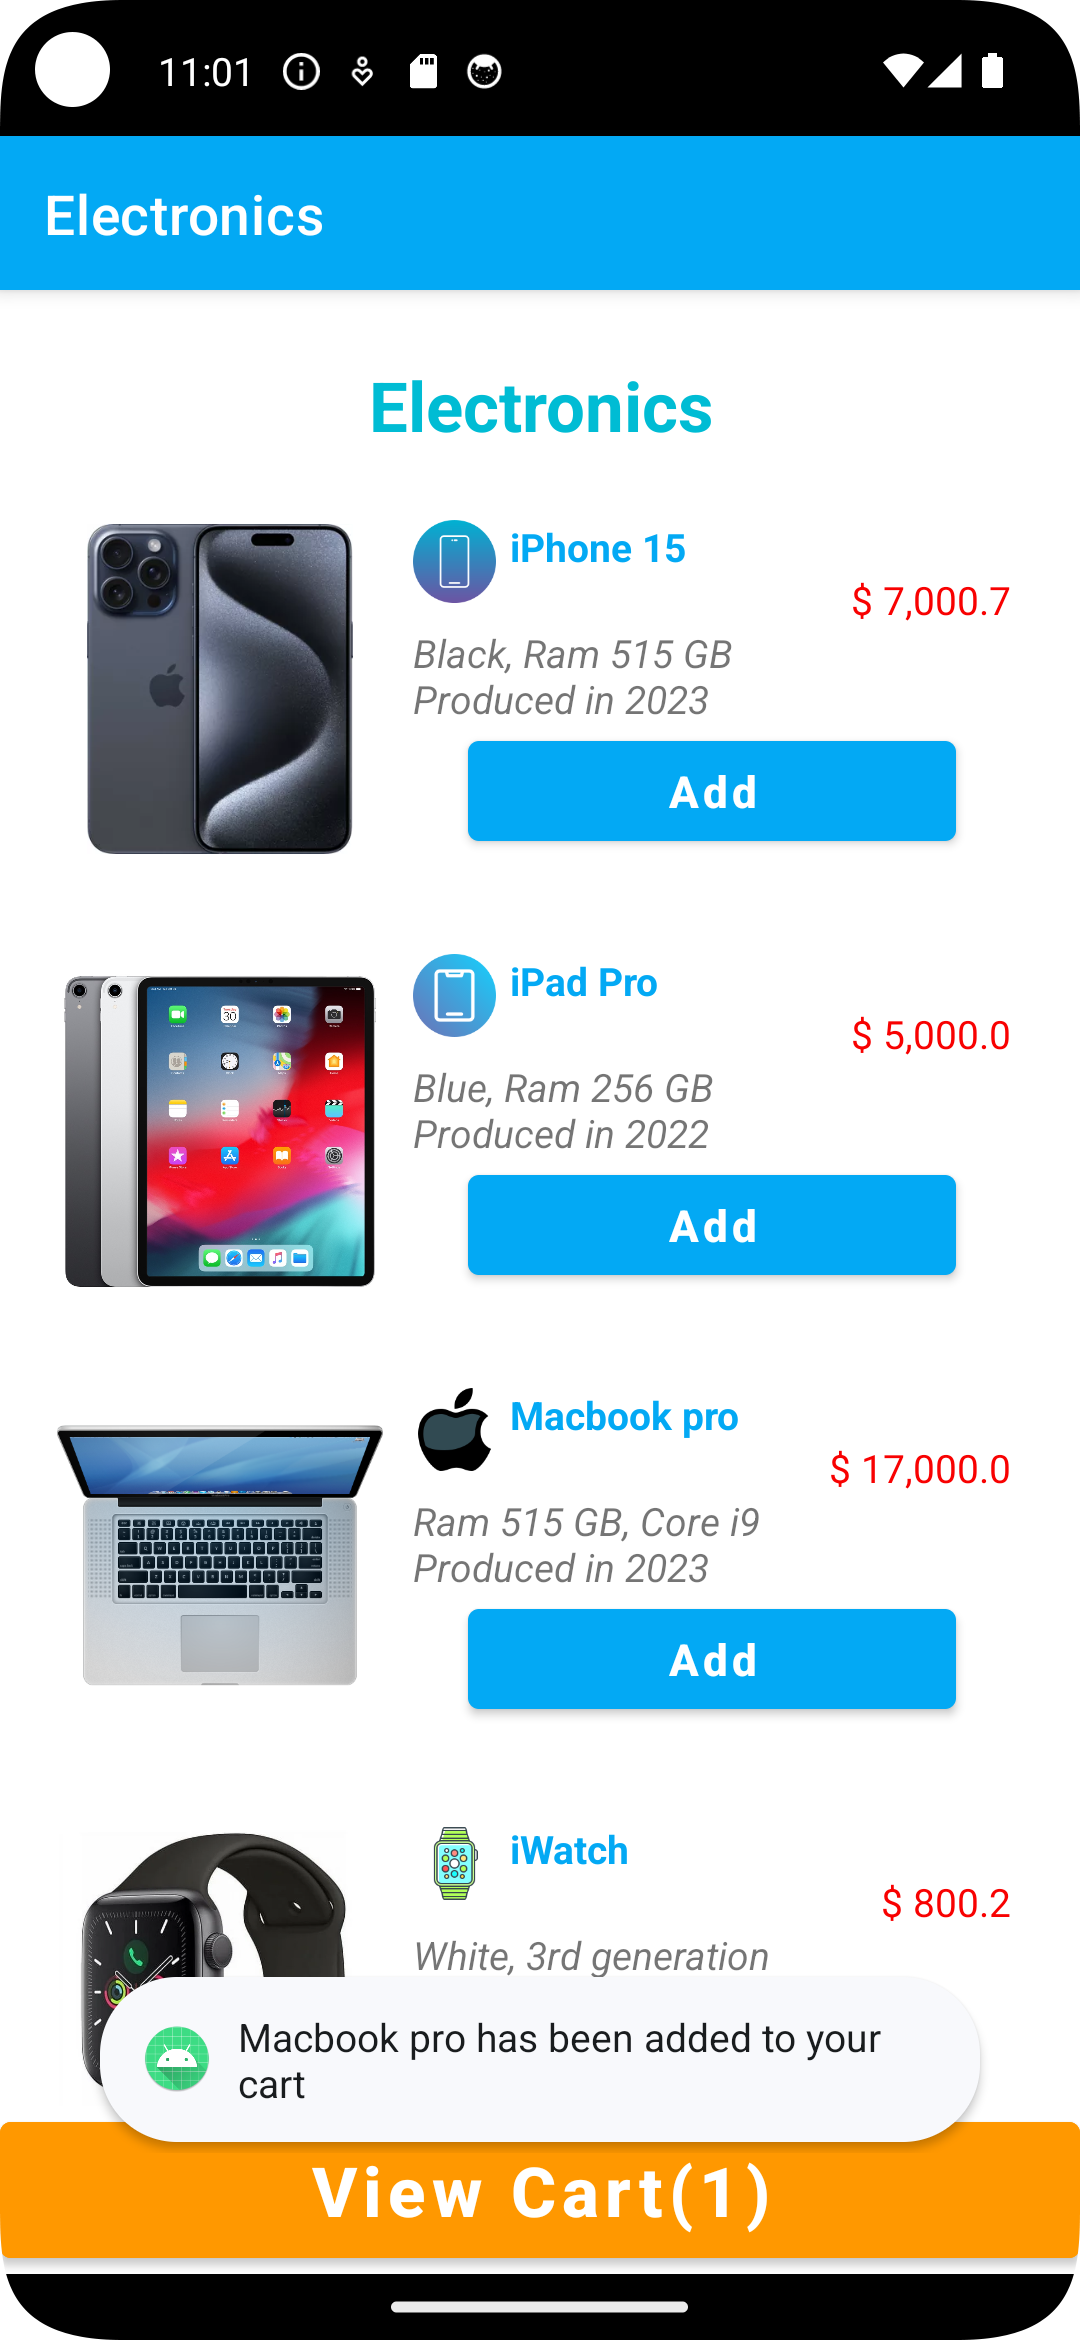 11:01
Electronics
Electronics
iPhone 15
$ 7,000.7
Black, Ram 515 GB
Produced in 2023
Add
iPad Pro
$ 5,000.0
Blue, Ram 256 GB
Produced in 2022
Add
Macbook pro
$ 17,000.0
Ram 515 GB, Core i9
Produced in 2023
Add
iWatch
$ 800.2
White, 3rd generation
Macbook pro has been added to your
cart
View Cart(1)